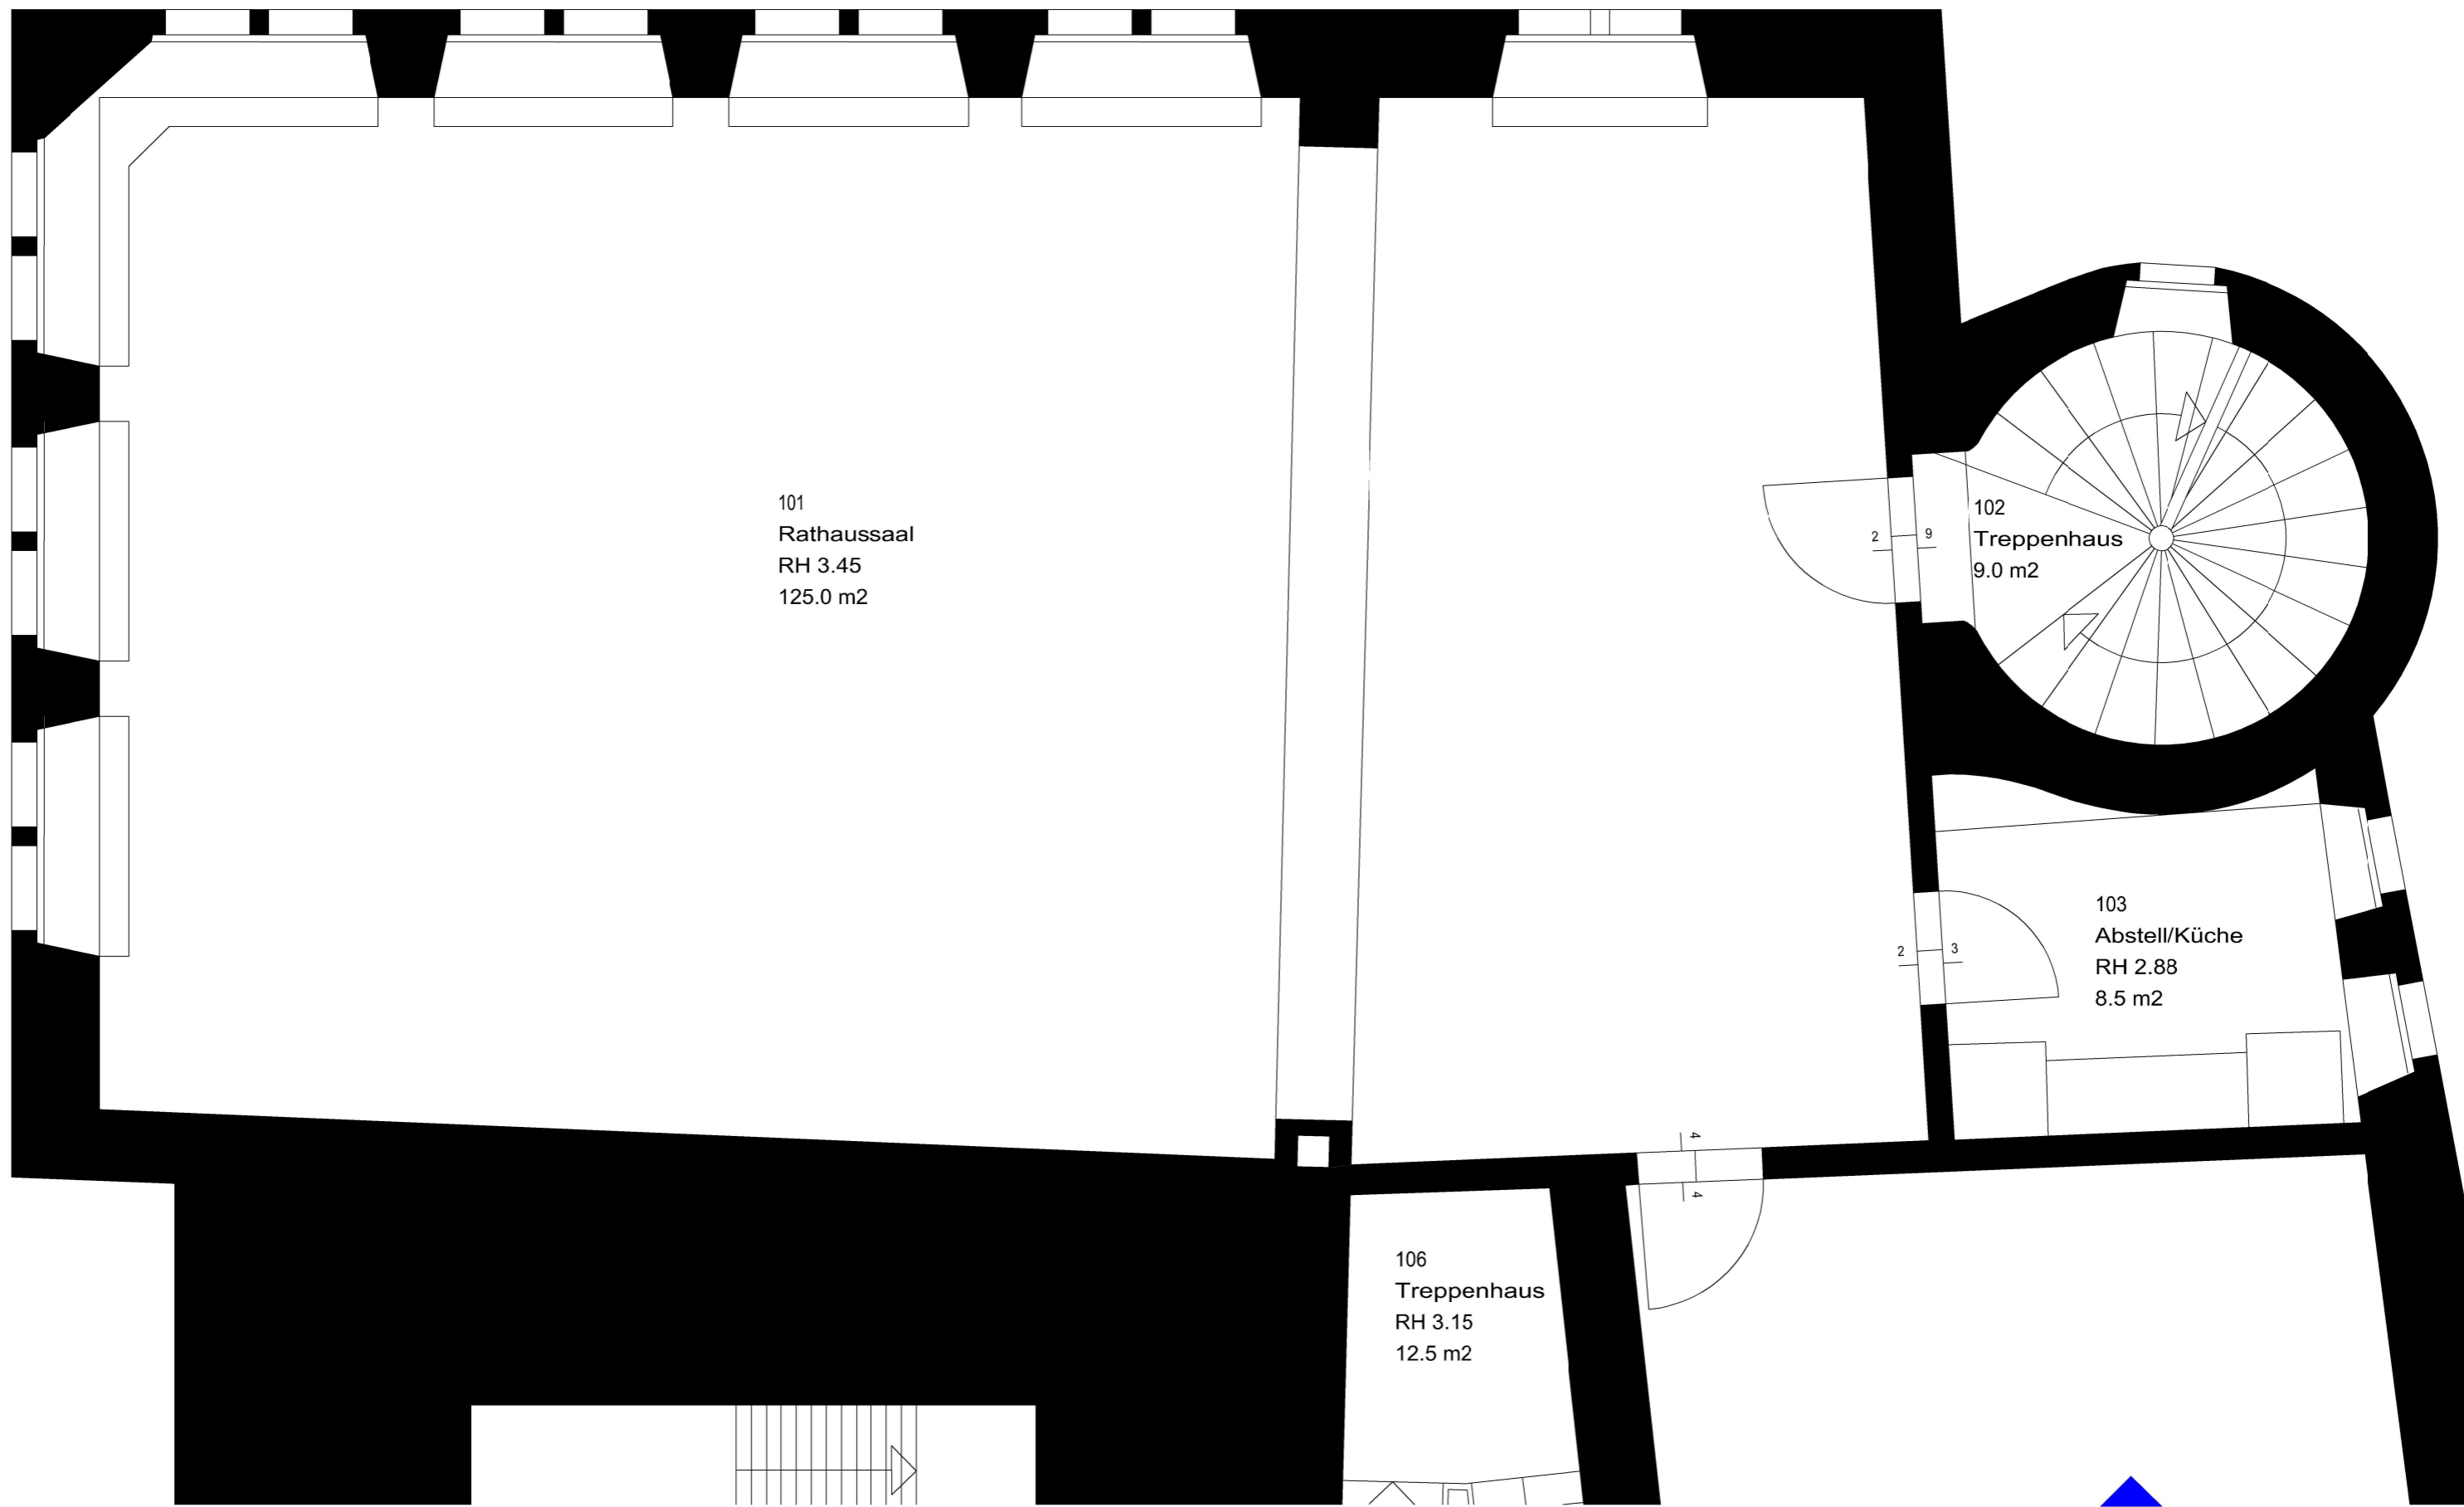 101
Rathaussaal
RH 3.45
125.0 m2
2
9
102
Treppenhaus
9.0 m2
103
Abstell/Küche
RH 2.88
8.5 m2
2
3
4
4
106
Treppenhaus
RH 3.15
12.5 m2